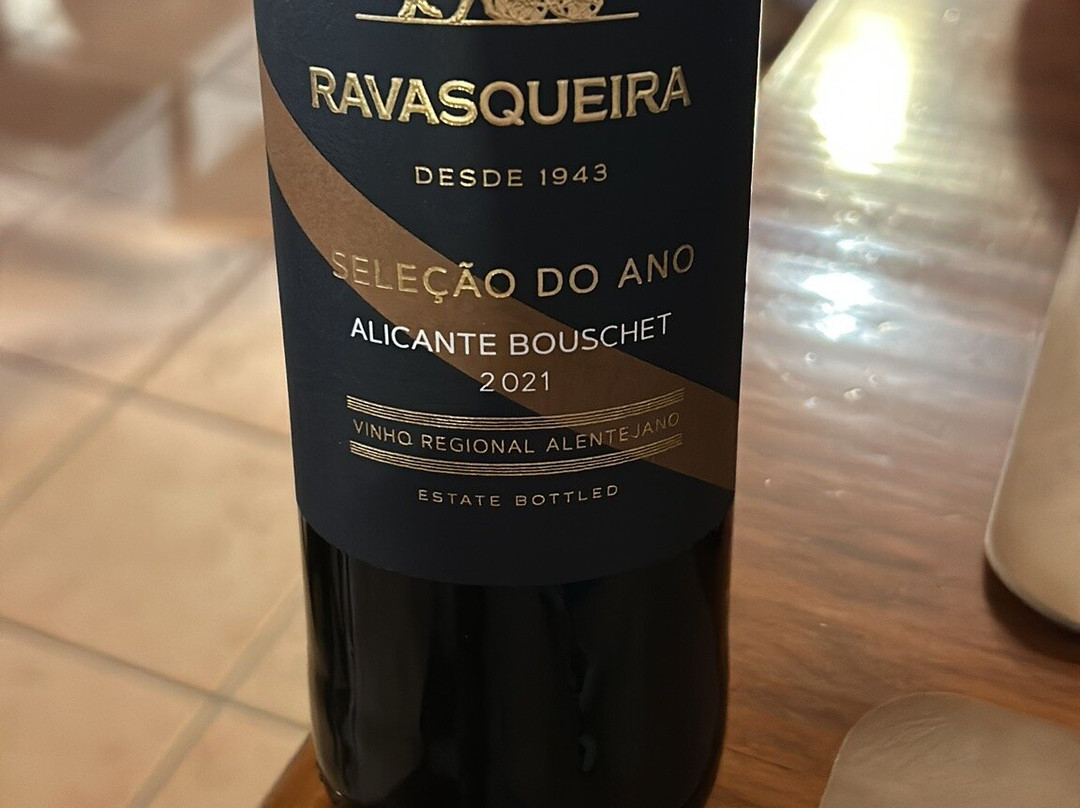 RAVASQUEIRA
DESDE 1943
SELEÇÃO DO ANO
ALICANTE BOUSCHET
2021
VINHO REGIONAL ALENTEJANO
ESTATE BOTTLED